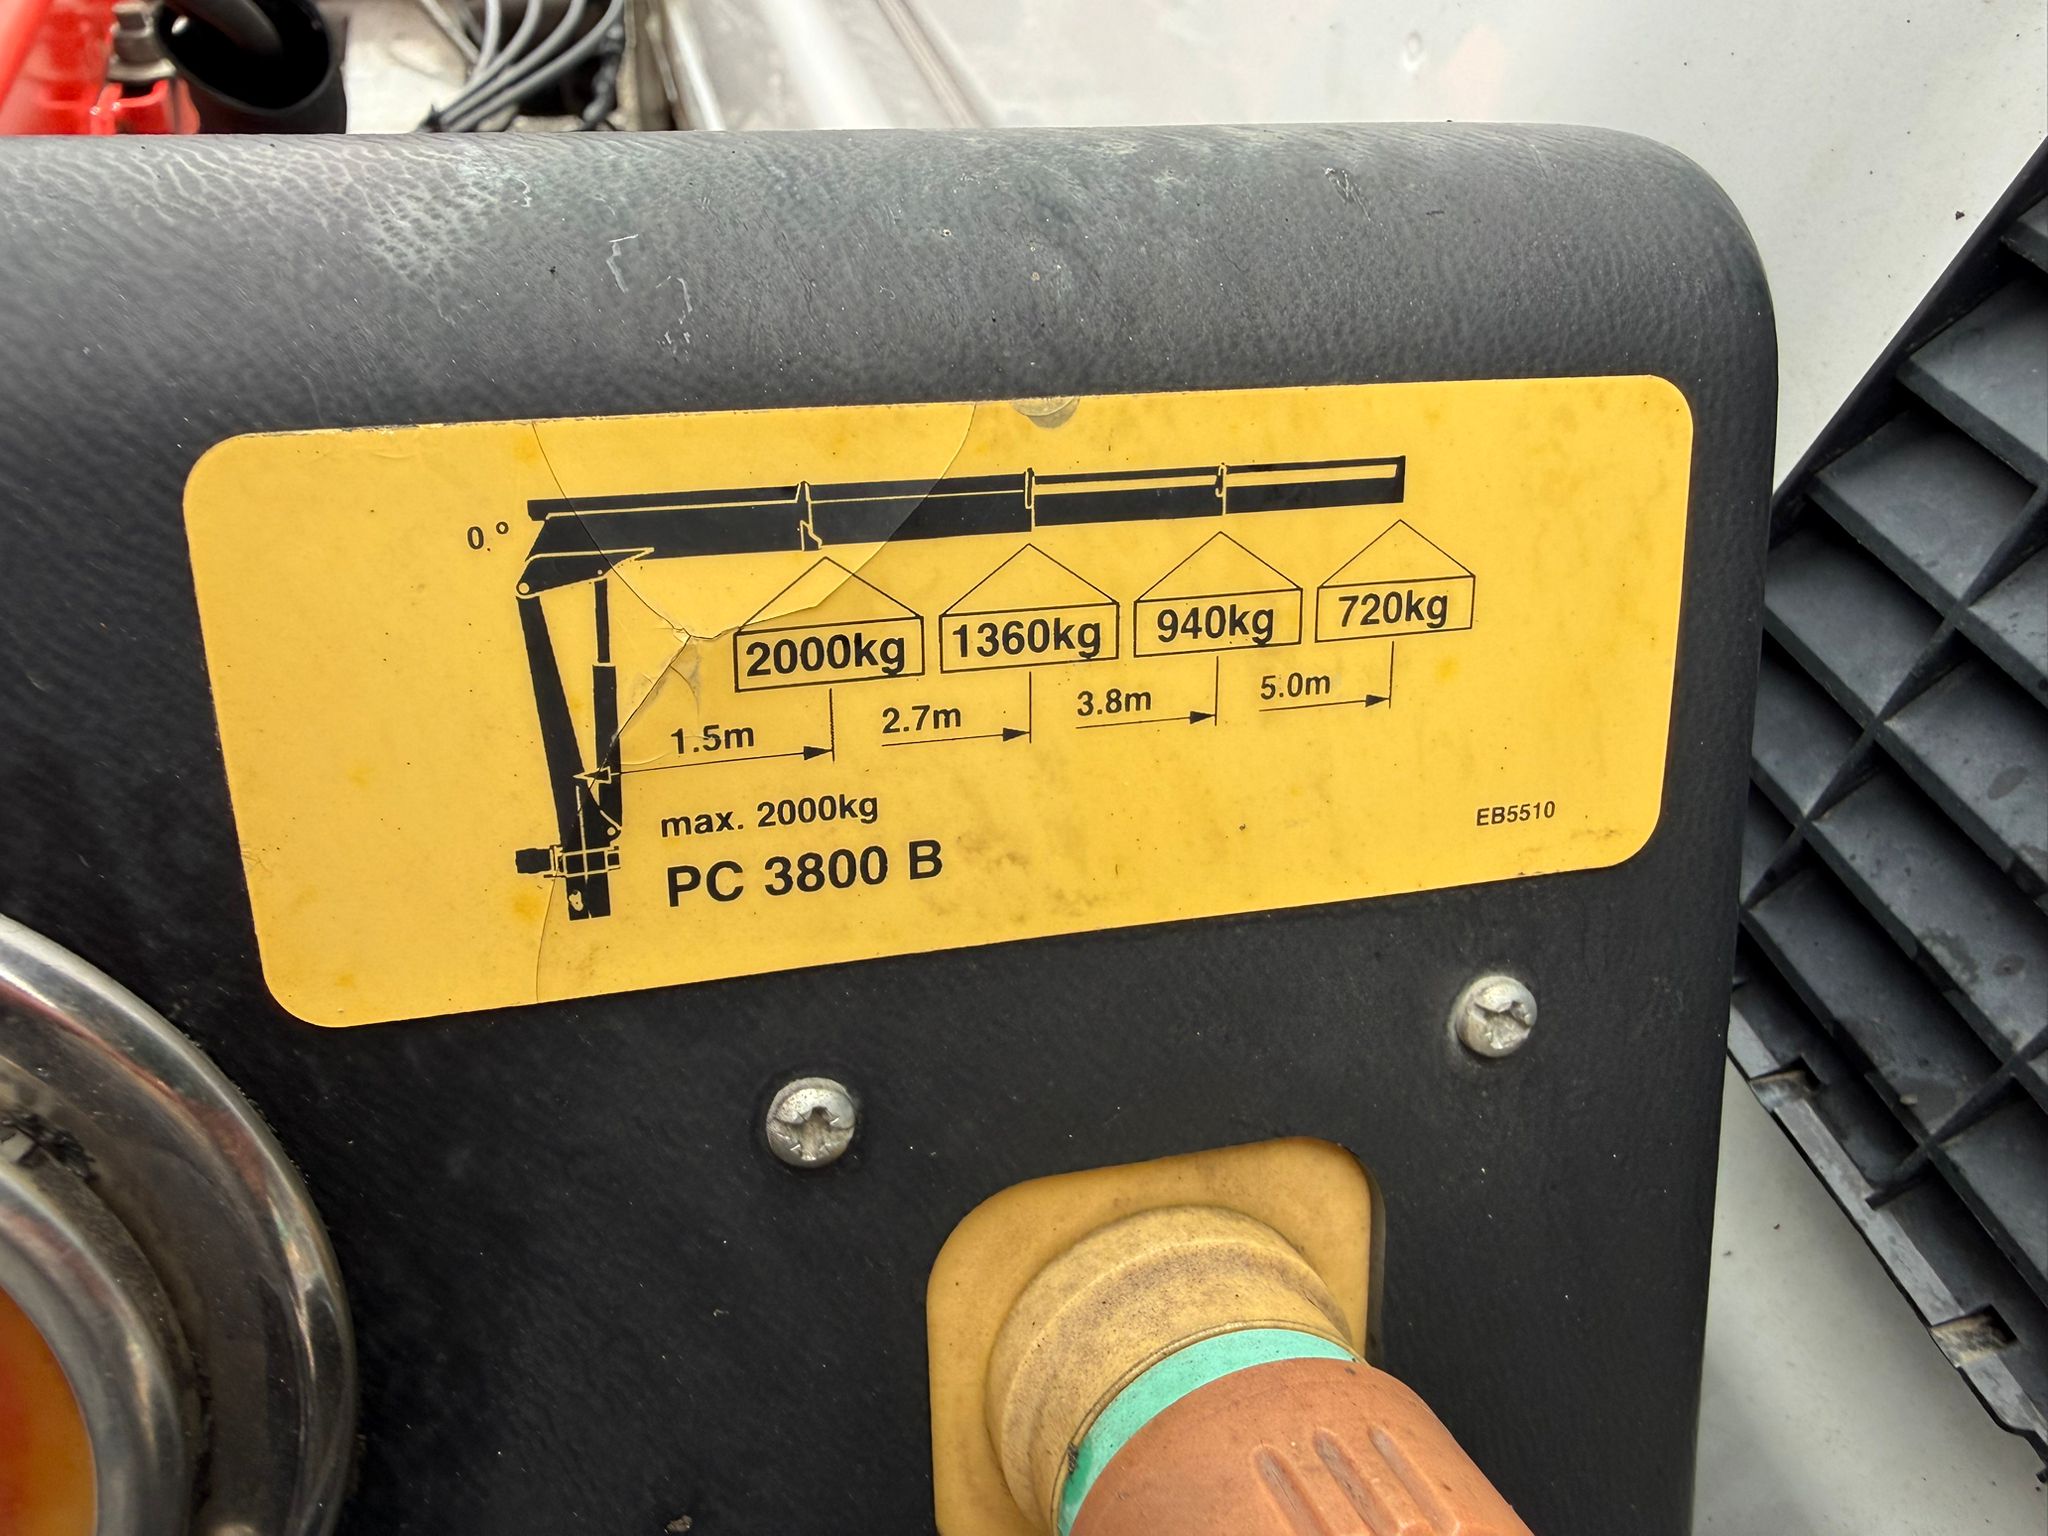 0.º
2000kg 1360kg 940kg 720kg
1.5m 2.7m 3.8m 5.0m
max. 2000kg
PC 3800 B
EB5510